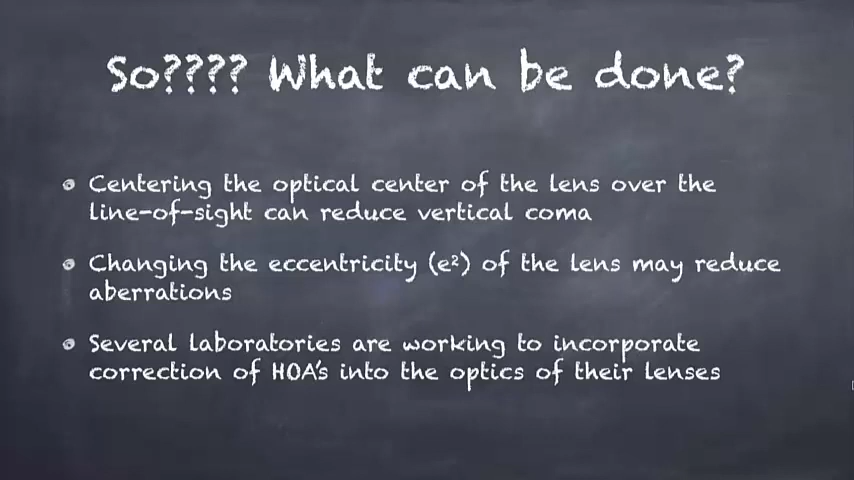 So???? What can be done?
Centering the optical center of the lens over the
line-of-sight can reduce vertical coma
Changing the eccentricity (e²) of the lens may reduce
aberrations
Several laboratories are working to incorporate
correction of HOA's into the optics of their lenses